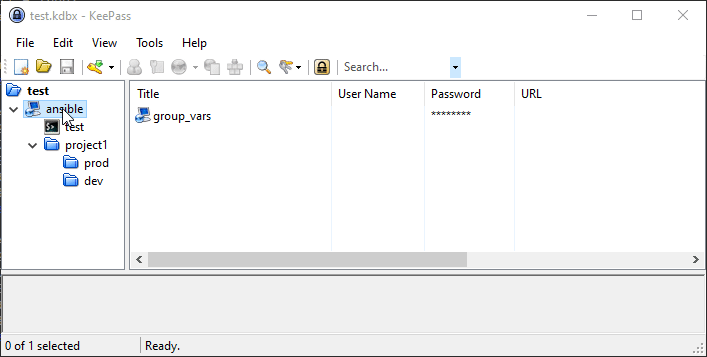 test.kdbx - KeePass
File Edit View Tools Help
Search...
test
ansible
test
project1
prod
dev
Title User Name Password URL
group_vars ********
0 of 1 selected Ready.